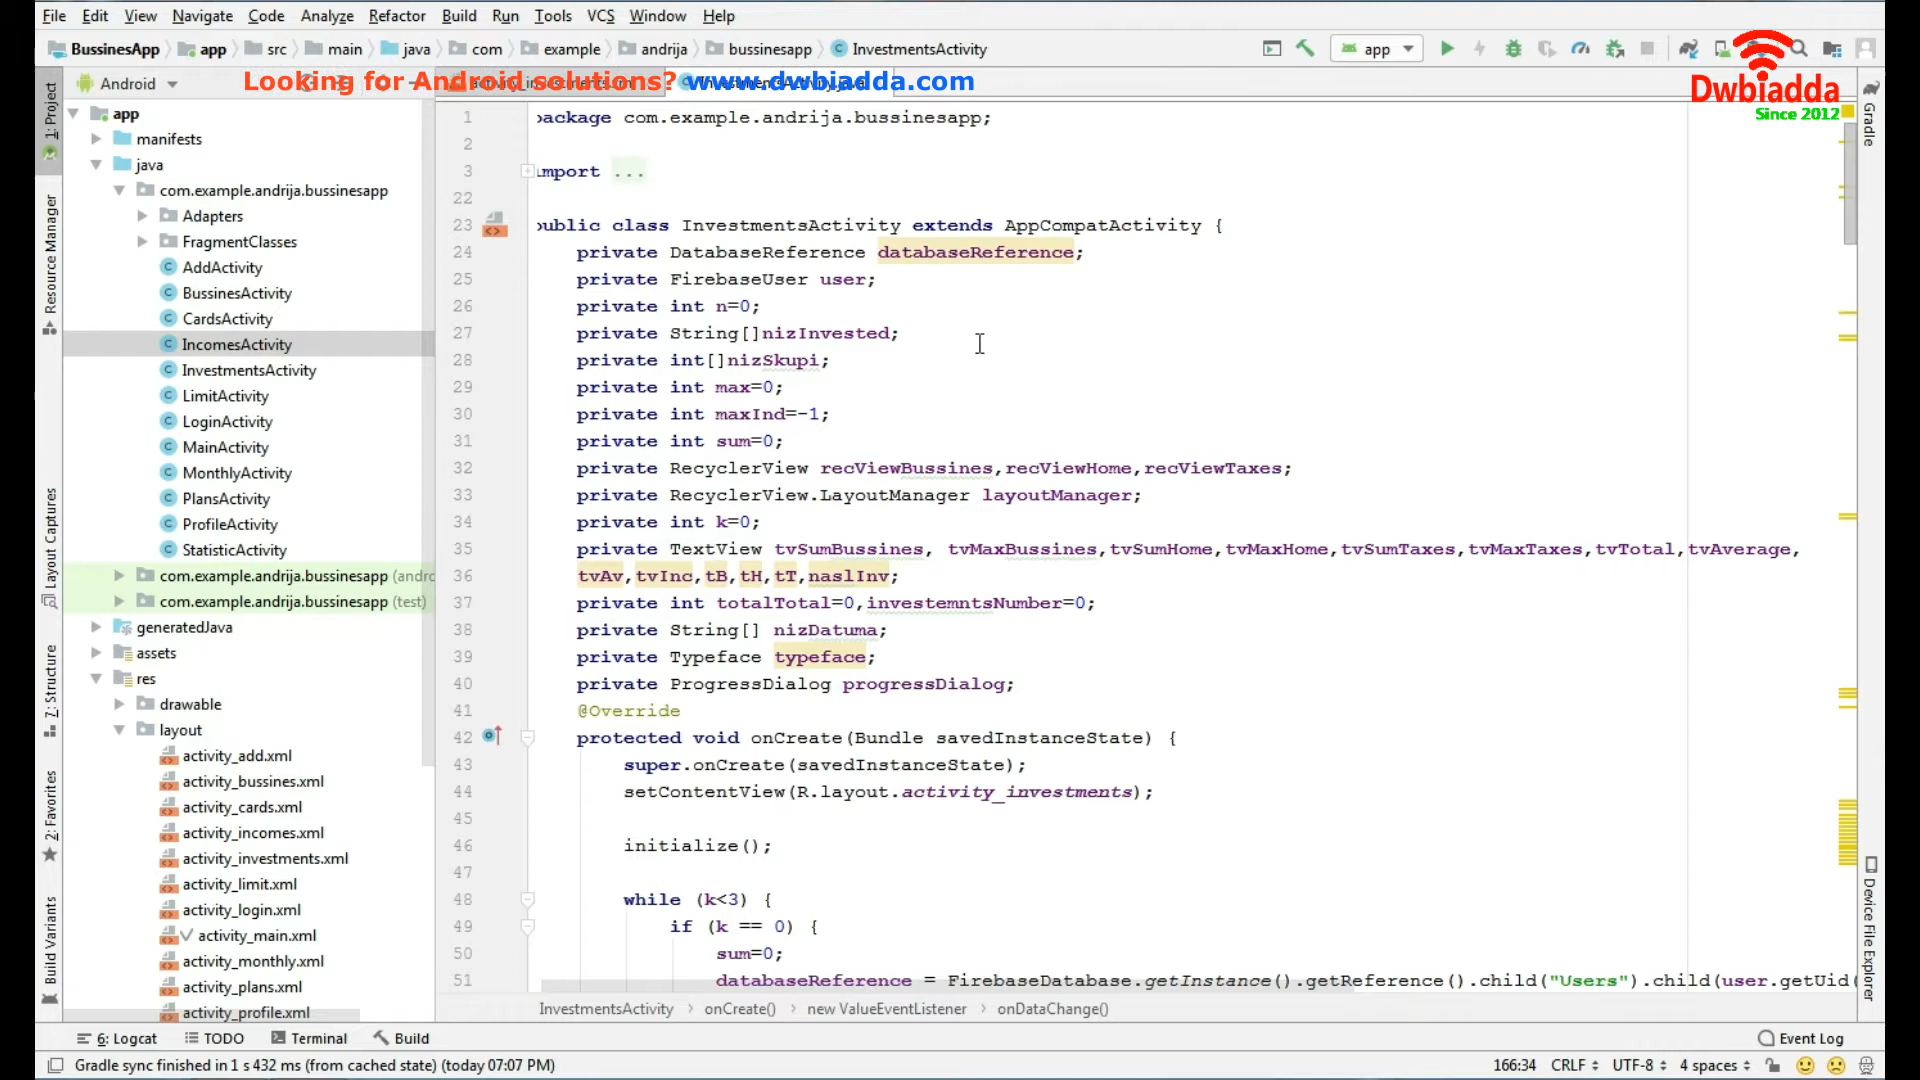 File Edit View Navigate Code Analyze Refactor Build Run Tools VCS Window Help
BussinesApp app src main java com example andrija bussinesapp InvestmentsActivity app
Looking for Android solutions? www.dwbiadda.com
Dwbiadda
Since 2012
Android
1: Project
Resource Manager
Layout Captures
7: Structure
2: Favorites
Build Variants
app
manifests
java
com.example.andrija.bussinesapp
Adapters
FragmentClasses
AddActivity
BussinesActivity
CardsActivity
IncomesActivity
InvestmentsActivity
LimitActivity
LoginActivity
MainActivity
MonthlyActivity
PlansActivity
ProfileActivity
StatisticActivity
com.example.andrija.bussinesapp (andro
com.example.andrija.bussinesapp (test)
generatedJava
assets
res
drawable
layout
activity_add.xml
activity_bussines.xml
activity_cards.xml
activity_incomes.xml
activity_investments.xml
activity_limit.xml
activity_login.xml
activity_main.xml
activity_monthly.xml
activity_plans.xml
activity_profile.xml
1 package com.example.andrija.bussinesapp;
2
3 import ...
22
23 public class InvestmentsActivity extends AppCompatActivity {
24 private DatabaseReference databaseReference;
25 private FirebaseUser user;
26 private int n=0;
27 private String[]nizInvested;
28 private int[]nizSkupi;
29 private int max=0;
30 private int maxInd=-1;
31 private int sum=0;
32 private RecyclerView recViewBussines,recViewHome,recViewTaxes;
33 private RecyclerView.LayoutManager layoutManager;
34 private int k=0;
35 private TextView tvSumBussines, tvMaxBussines,tvSumHome,tvMaxHome,tvSumTaxes,tvMaxTaxes,tvTotal,tvAverage,
36 tvAv,tvInc,tB,tH,tT,naslInv;
37 private int totalTotal=0,investemntsNumber=0;
38 private String[] nizDatuma;
39 private Typeface typeface;
40 private ProgressDialog progressDialog;
41 @Override
42 protected void onCreate(Bundle savedInstanceState) {
43 super.onCreate(savedInstanceState);
44 setContentView(R.layout.activity_investments);
45
46 initialize();
47
48 while (k<3) {
49 if (k == 0) {
50 sum=0;
51 databaseReference = FirebaseDatabase.getInstance().getReference().child("Users").child(user.getUid(
InvestmentsActivity onCreate() new ValueEventListener onDataChange()
Gradle
Device File Explorer
6: Logcat TODO Terminal Build Event Log
Gradle sync finished in 1 s 432 ms (from cached state) (today 07:07 PM) 166:34 CRLF UTF-8 4 spaces